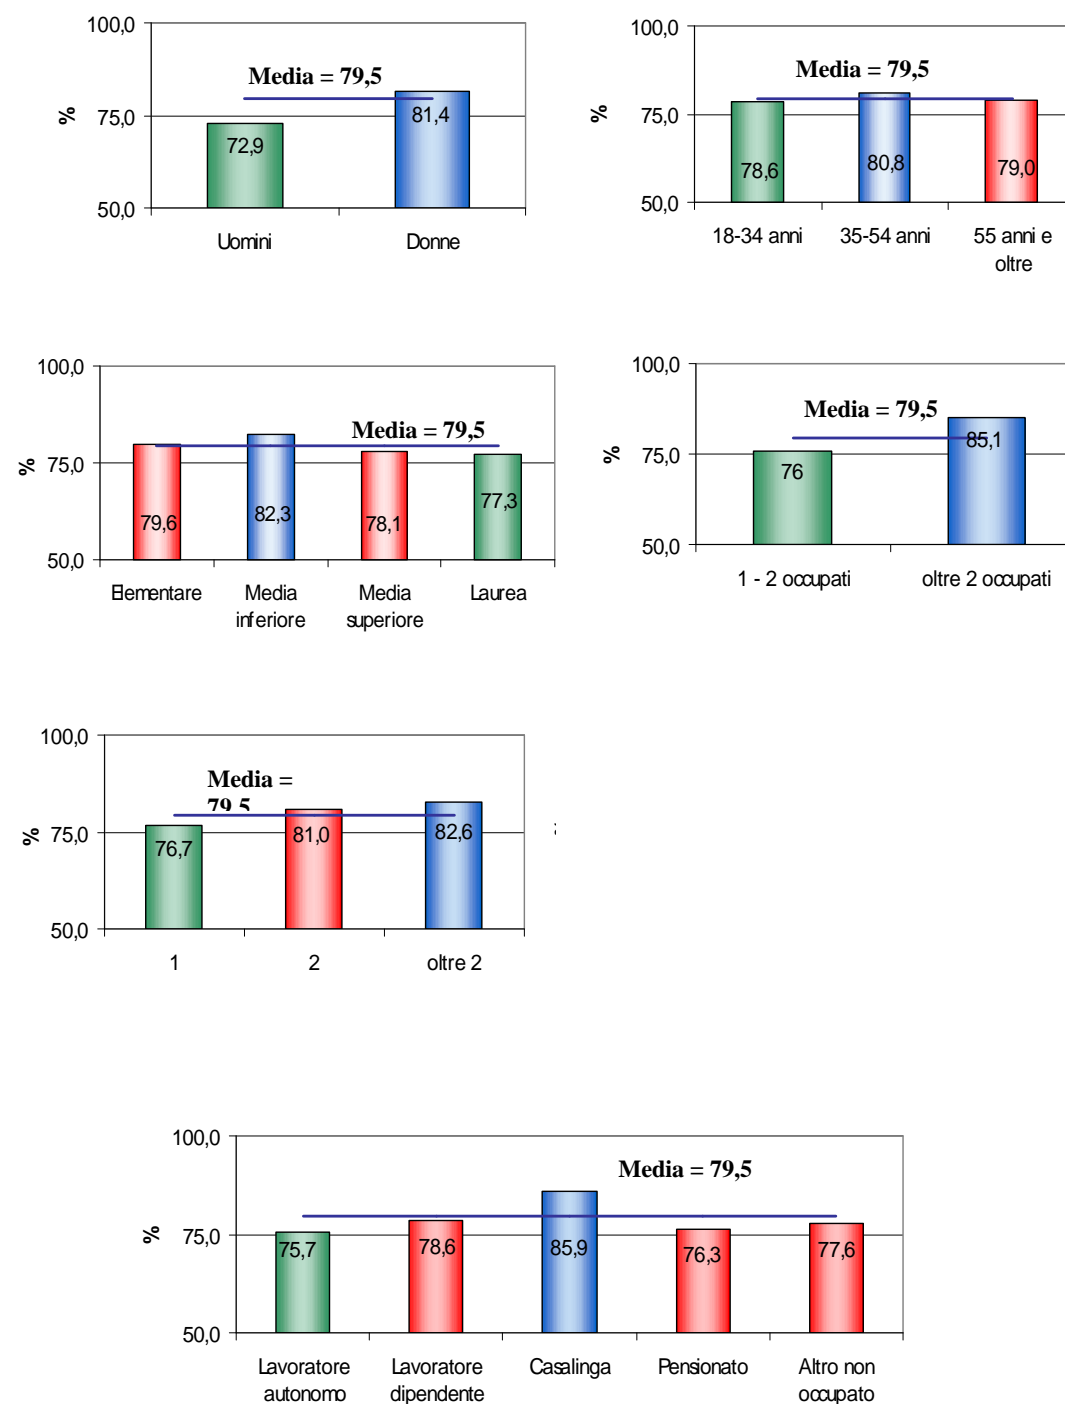 100,0
Media = 79,5
%
75,0
72,9
81,4
50,0
Uomini
Donne
100,0
Media = 79,5
%
75,0
78,6
80,8
79,0
50,0
18-34 anni
35-54 anni
55 anni e
oltre
100,0
Media = 79,5
%
75,0
79,6
82,3
78,1
77,3
50,0
Elementare
Media
inferiore
Media
superiore
Laurea
100,0
Media = 79,5
%
75,0
76
85,1
50,0
1 - 2 occupati
oltre 2 occupati
100,0
Media =
79,5
%
75,0
76,7
81,0
82,6
50,0
1
2
oltre 2
100,0
Media = 79,5
%
75,0
75,7
78,6
85,9
76,3
77,6
50,0
Lavoratore
autonomo
Lavoratore
dipendente
Casalinga
Pensionato
Altro non
occupato